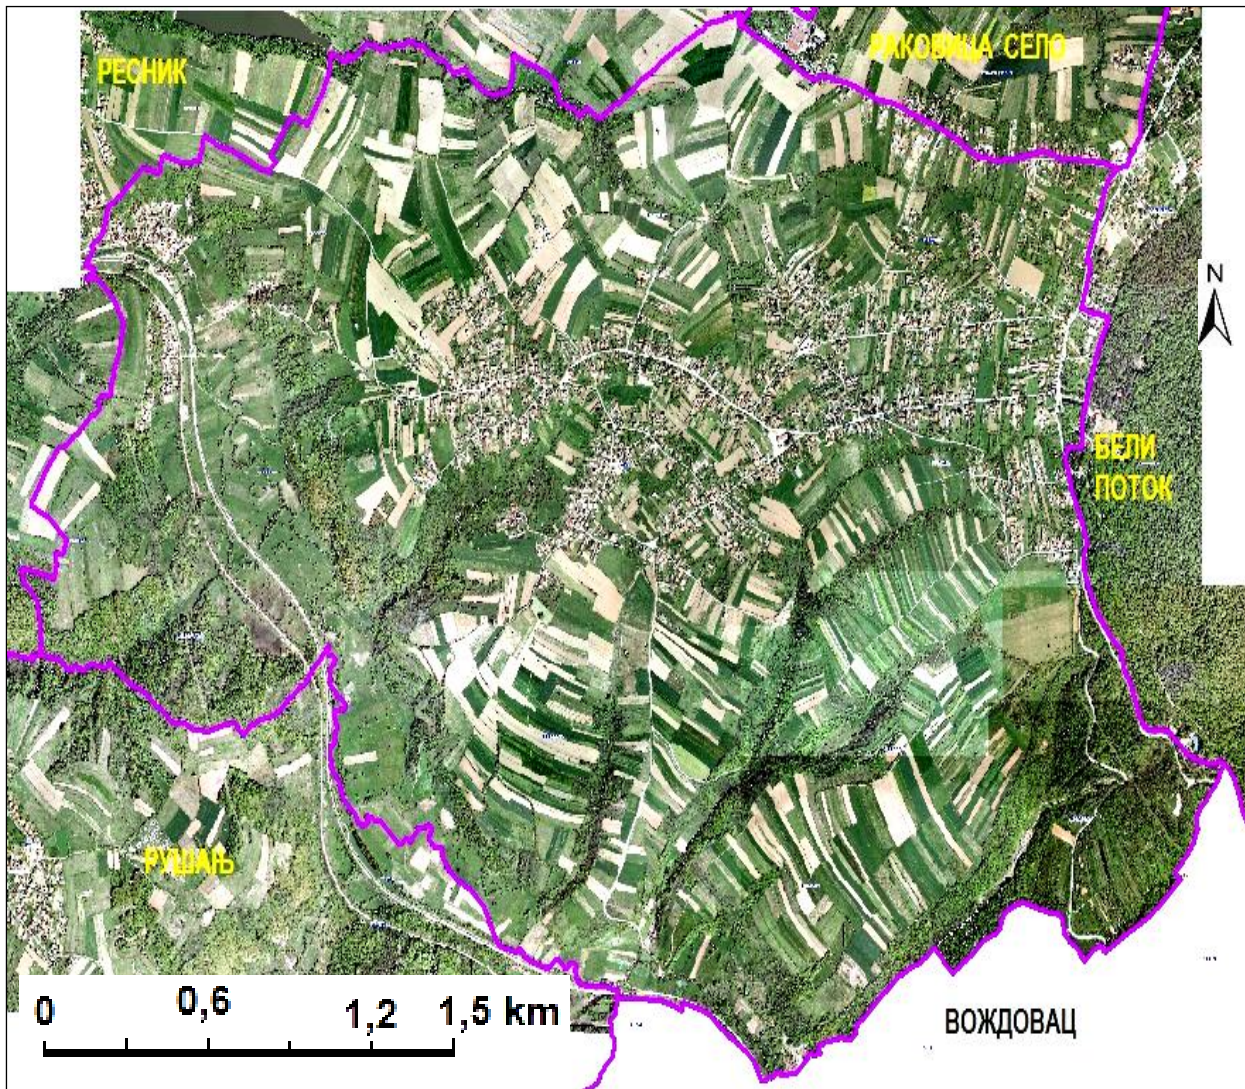 РАКОВИЦА СЕЛО
РЕСНИК
N
БЕЛИ
ПОТОК
РУШАЊ
0
0,6
1,2
1,5 km
ВОЖДОВАЦ